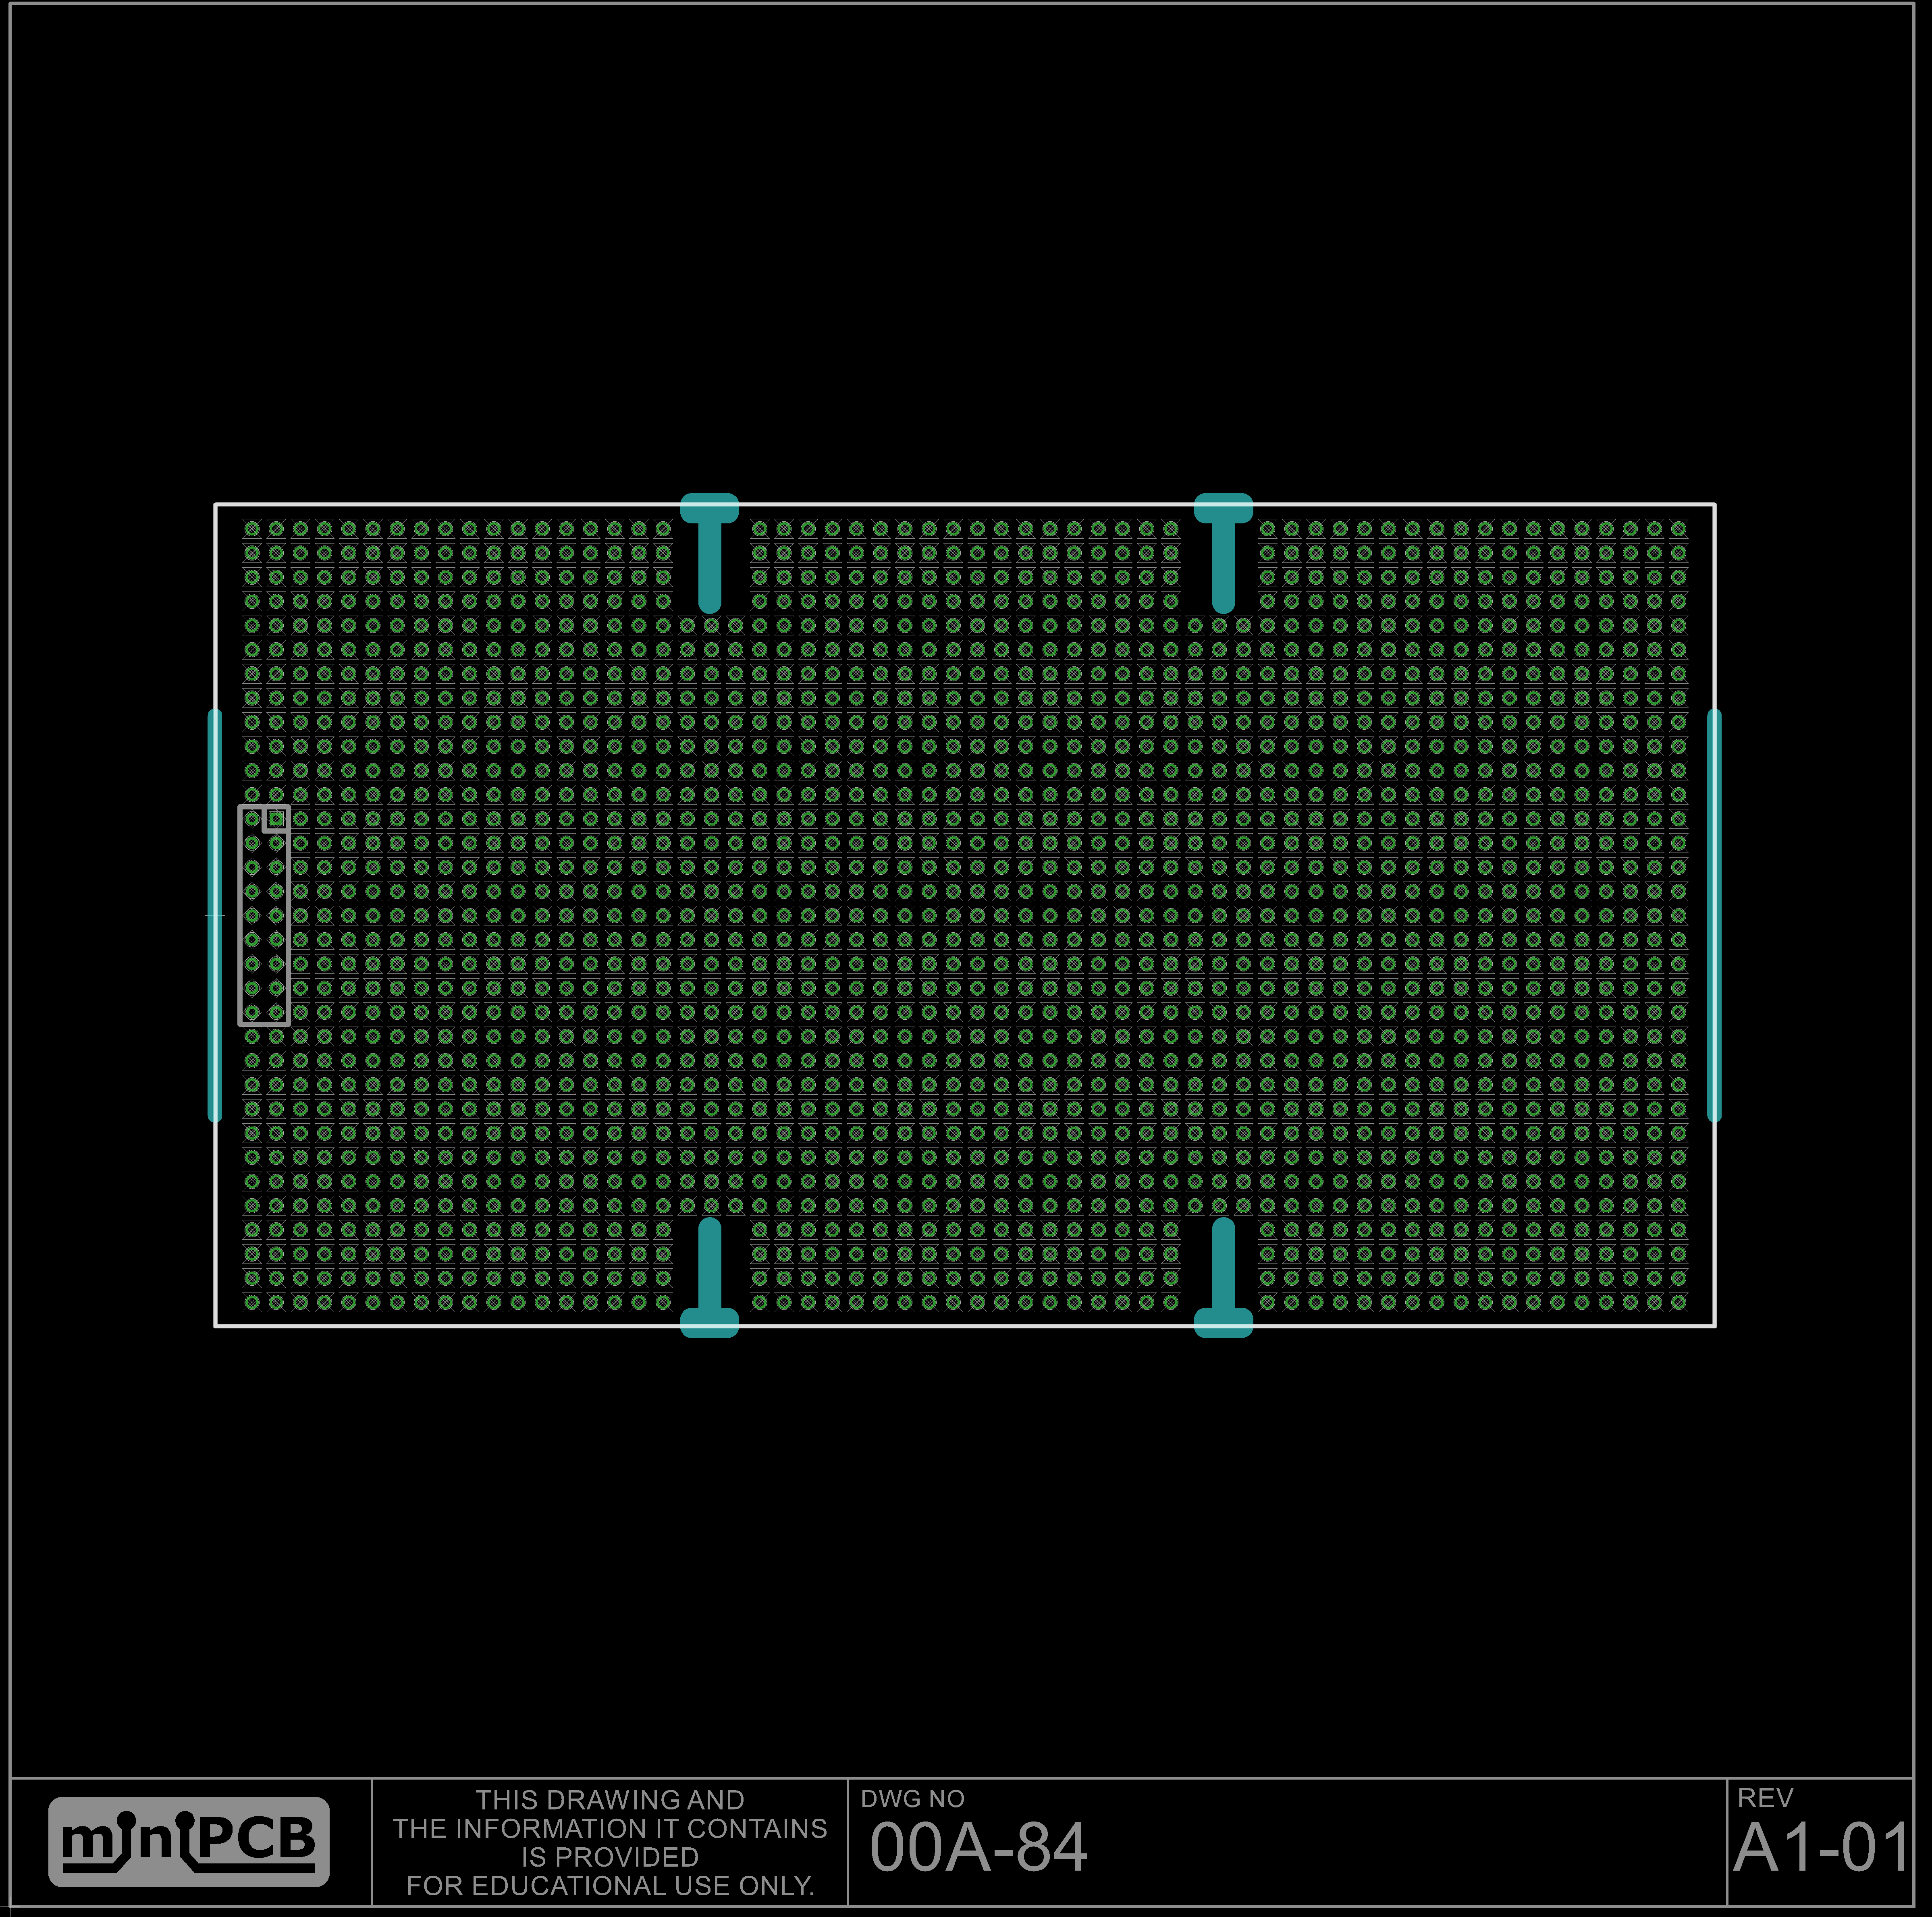 miniPCB
THIS DRAWING AND
THE INFORMATION IT CONTAINS
IS PROVIDED
FOR EDUCATIONAL USE ONLY.
DWG NO
00A-84
REV
A1-01